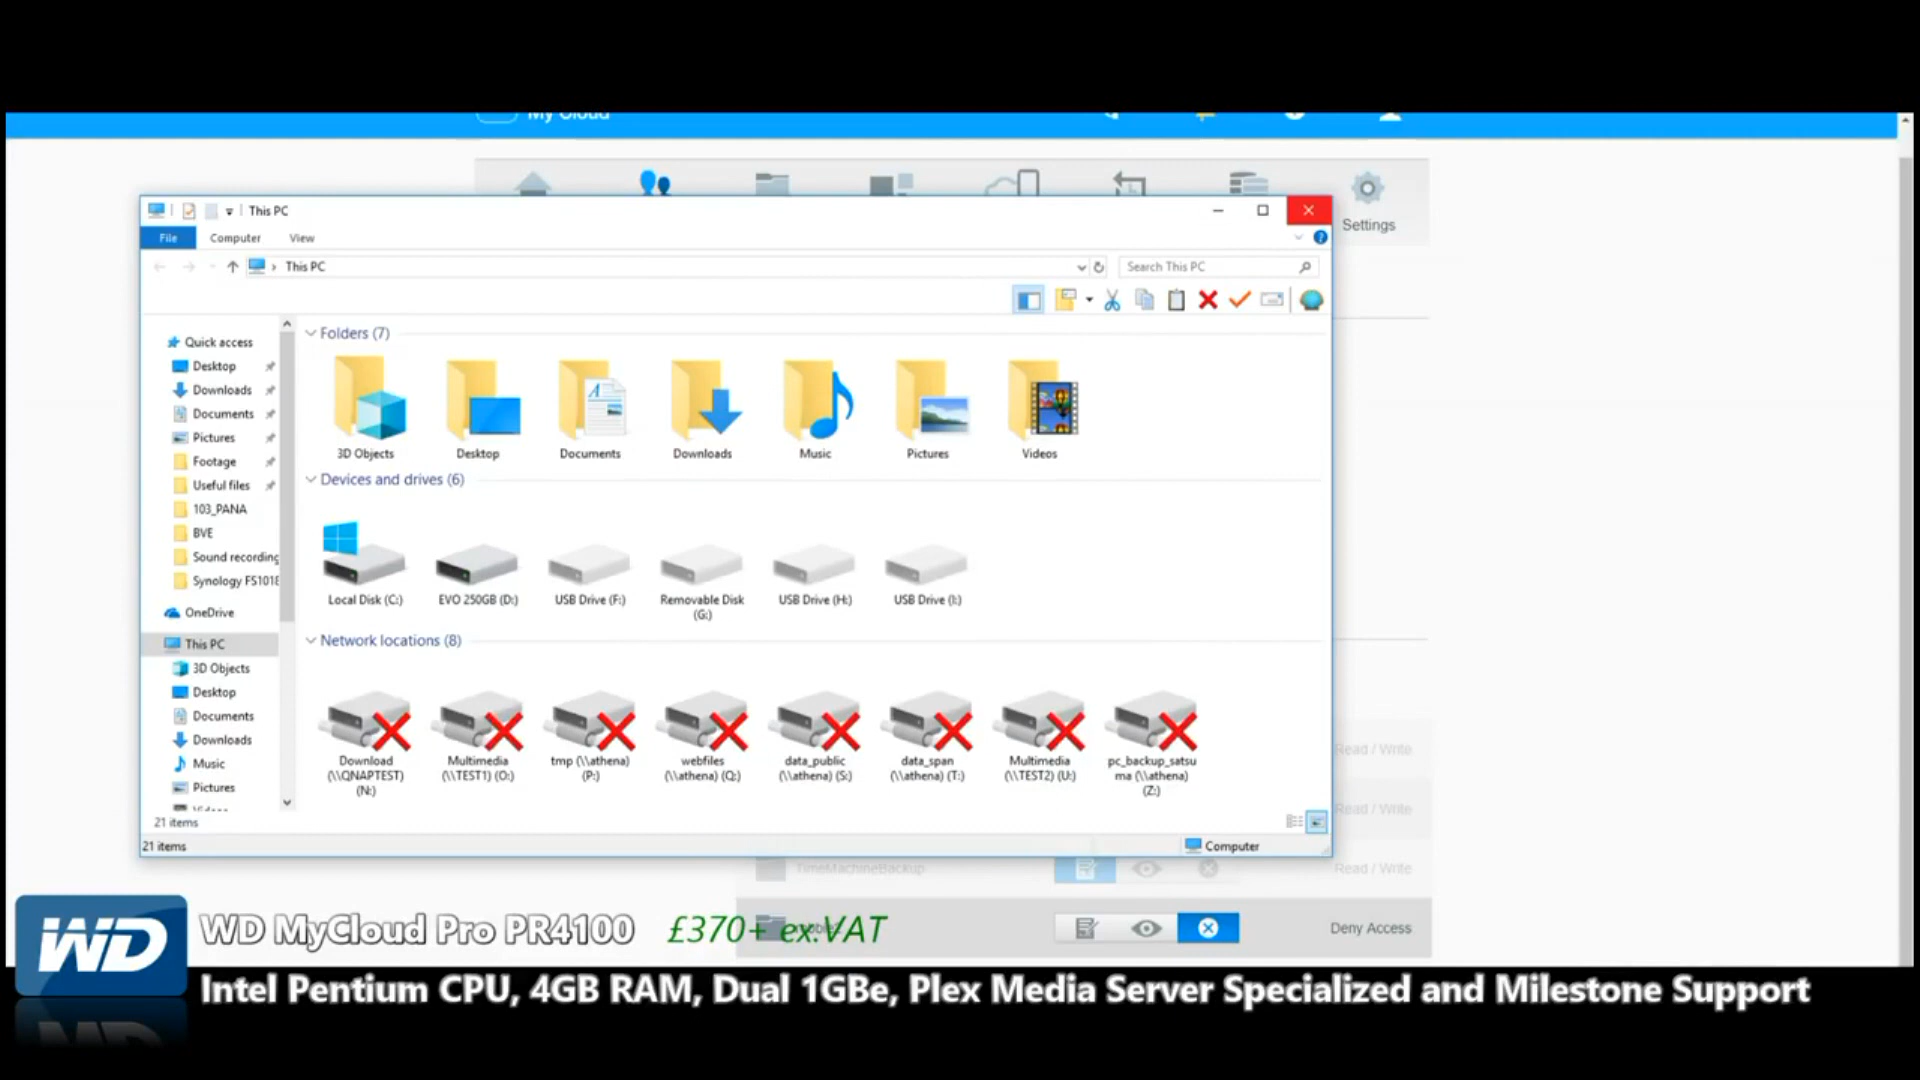 My Cloud
Settings
This PC
File Computer View
This PC
Search This PC
Quick access
Desktop
Downloads
Documents
Pictures
Footage
Useful files
103_PANA
BVE
Sound recording
Synology FS1018
OneDrive
This PC
3D Objects
Desktop
Documents
Downloads
Music
Pictures
Videos
21 items
21 items
Folders (7)
3D Objects
Desktop
Documents
Downloads
Music
Pictures
Videos
Devices and drives (6)
Local Disk (C:)
EVO 250GB (D:)
USB Drive (F:)
Removable Disk
(G:)
USB Drive (H:)
USB Drive (I:)
Network locations (8)
Download
(\\QNAPTEST)
(N:)
Multimedia
(\\TEST1) (O:)
tmp (\\athena)
(P:)
webfiles
(\\athena) (Q:)
data_public
(\\athena) (S:)
data_span
(\\athena) (T:)
Multimedia
(\\TEST2) (U:)
pc_backup_satsu
ma (\\athena)
(Z:)
Computer
Read / Write
Read / Write
TimeMachineBackup
Read / Write
Deny Access
WD
WD MyCloud Pro PR4100
£370+ ex.VAT
Intel Pentium CPU, 4GB RAM, Dual 1GBe, Plex Media Server Specialized and Milestone Support